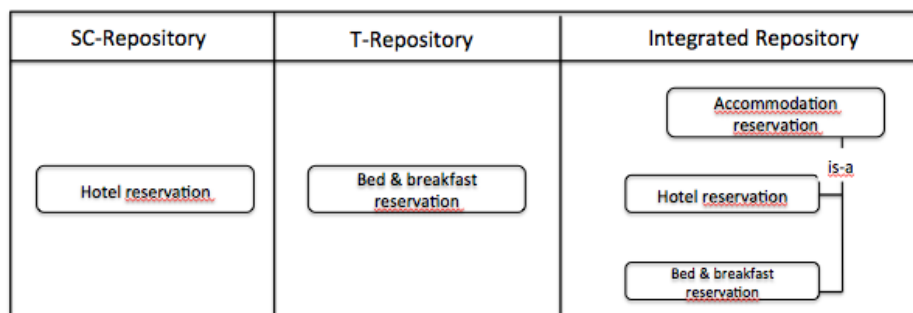 SC-Repository
T-Repository
Integrated Repository
Accommodation
reservation
is-a
Hotel reservation
Bed & breakfast
reservation
Hotel reservation
Bed & breakfast
reservation